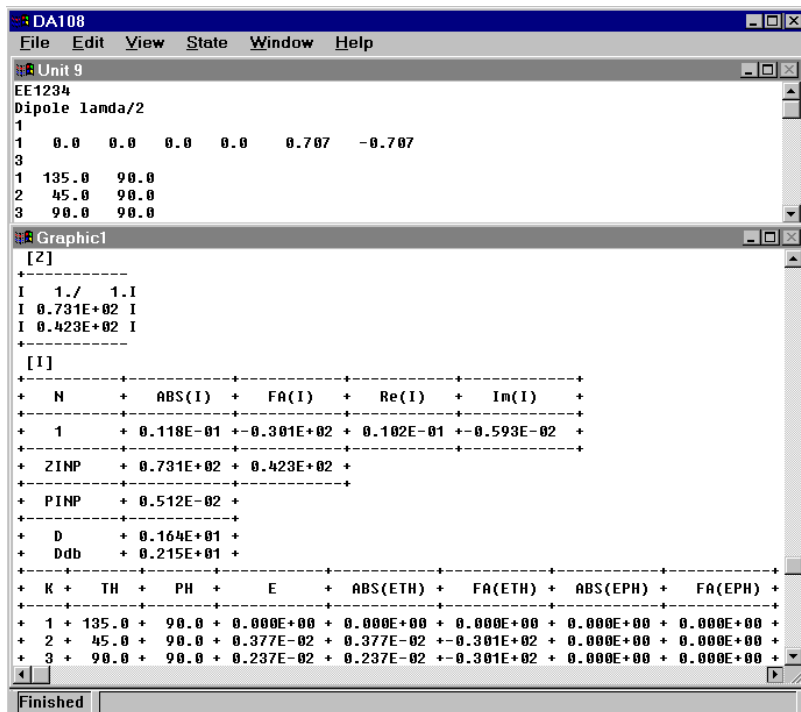 DA108
File Edit View State Window Help
Unit 9
EE1234
Dipole lamda/2
1
1 0.0 0.0 0.0 0.0 0.707 -0.707
3
1 135.0 90.0
2 45.0 90.0
3 90.0 90.0
Graphic1
[Z]
+-----------
I 1./ 1.I
I 0.731E+02 I
I 0.423E+02 I
+-----------
[I]
+----------+----------+----------+----------+----------+
+ N + ABS(I) + FA(I) + Re(I) + Im(I) +
+----------+----------+----------+----------+----------+
+ 1 + 0.118E-01 +-0.301E+02 + 0.102E-01 +-0.593E-02 +
+----------+----------+----------+----------+----------+
+ ZINP + 0.731E+02 + 0.423E+02 +
+----------+----------+----------+
+ PINP + 0.512E-02 +
+----------+----------+
+ D + 0.164E+01 +
+ Ddb + 0.215E+01 +
+----+-------+-------+-----------+-----------+-----------+-----------+-----------+
+ K + TH + PH + E + ABS(ETH) + FA(ETH) + ABS(EPH) + FA(EPH) +
+----+-------+-------+-----------+-----------+-----------+-----------+-----------+
+ 1 + 135.0 + 90.0 + 0.000E+00 + 0.000E+00 + 0.000E+00 + 0.000E+00 + 0.000E+00 +
+ 2 + 45.0 + 90.0 + 0.377E-02 + 0.377E-02 +-0.301E+02 + 0.000E+00 + 0.000E+00 +
+ 3 + 90.0 + 90.0 + 0.237E-02 + 0.237E-02 +-0.301E+02 + 0.000E+00 + 0.000E+00 +
Finished